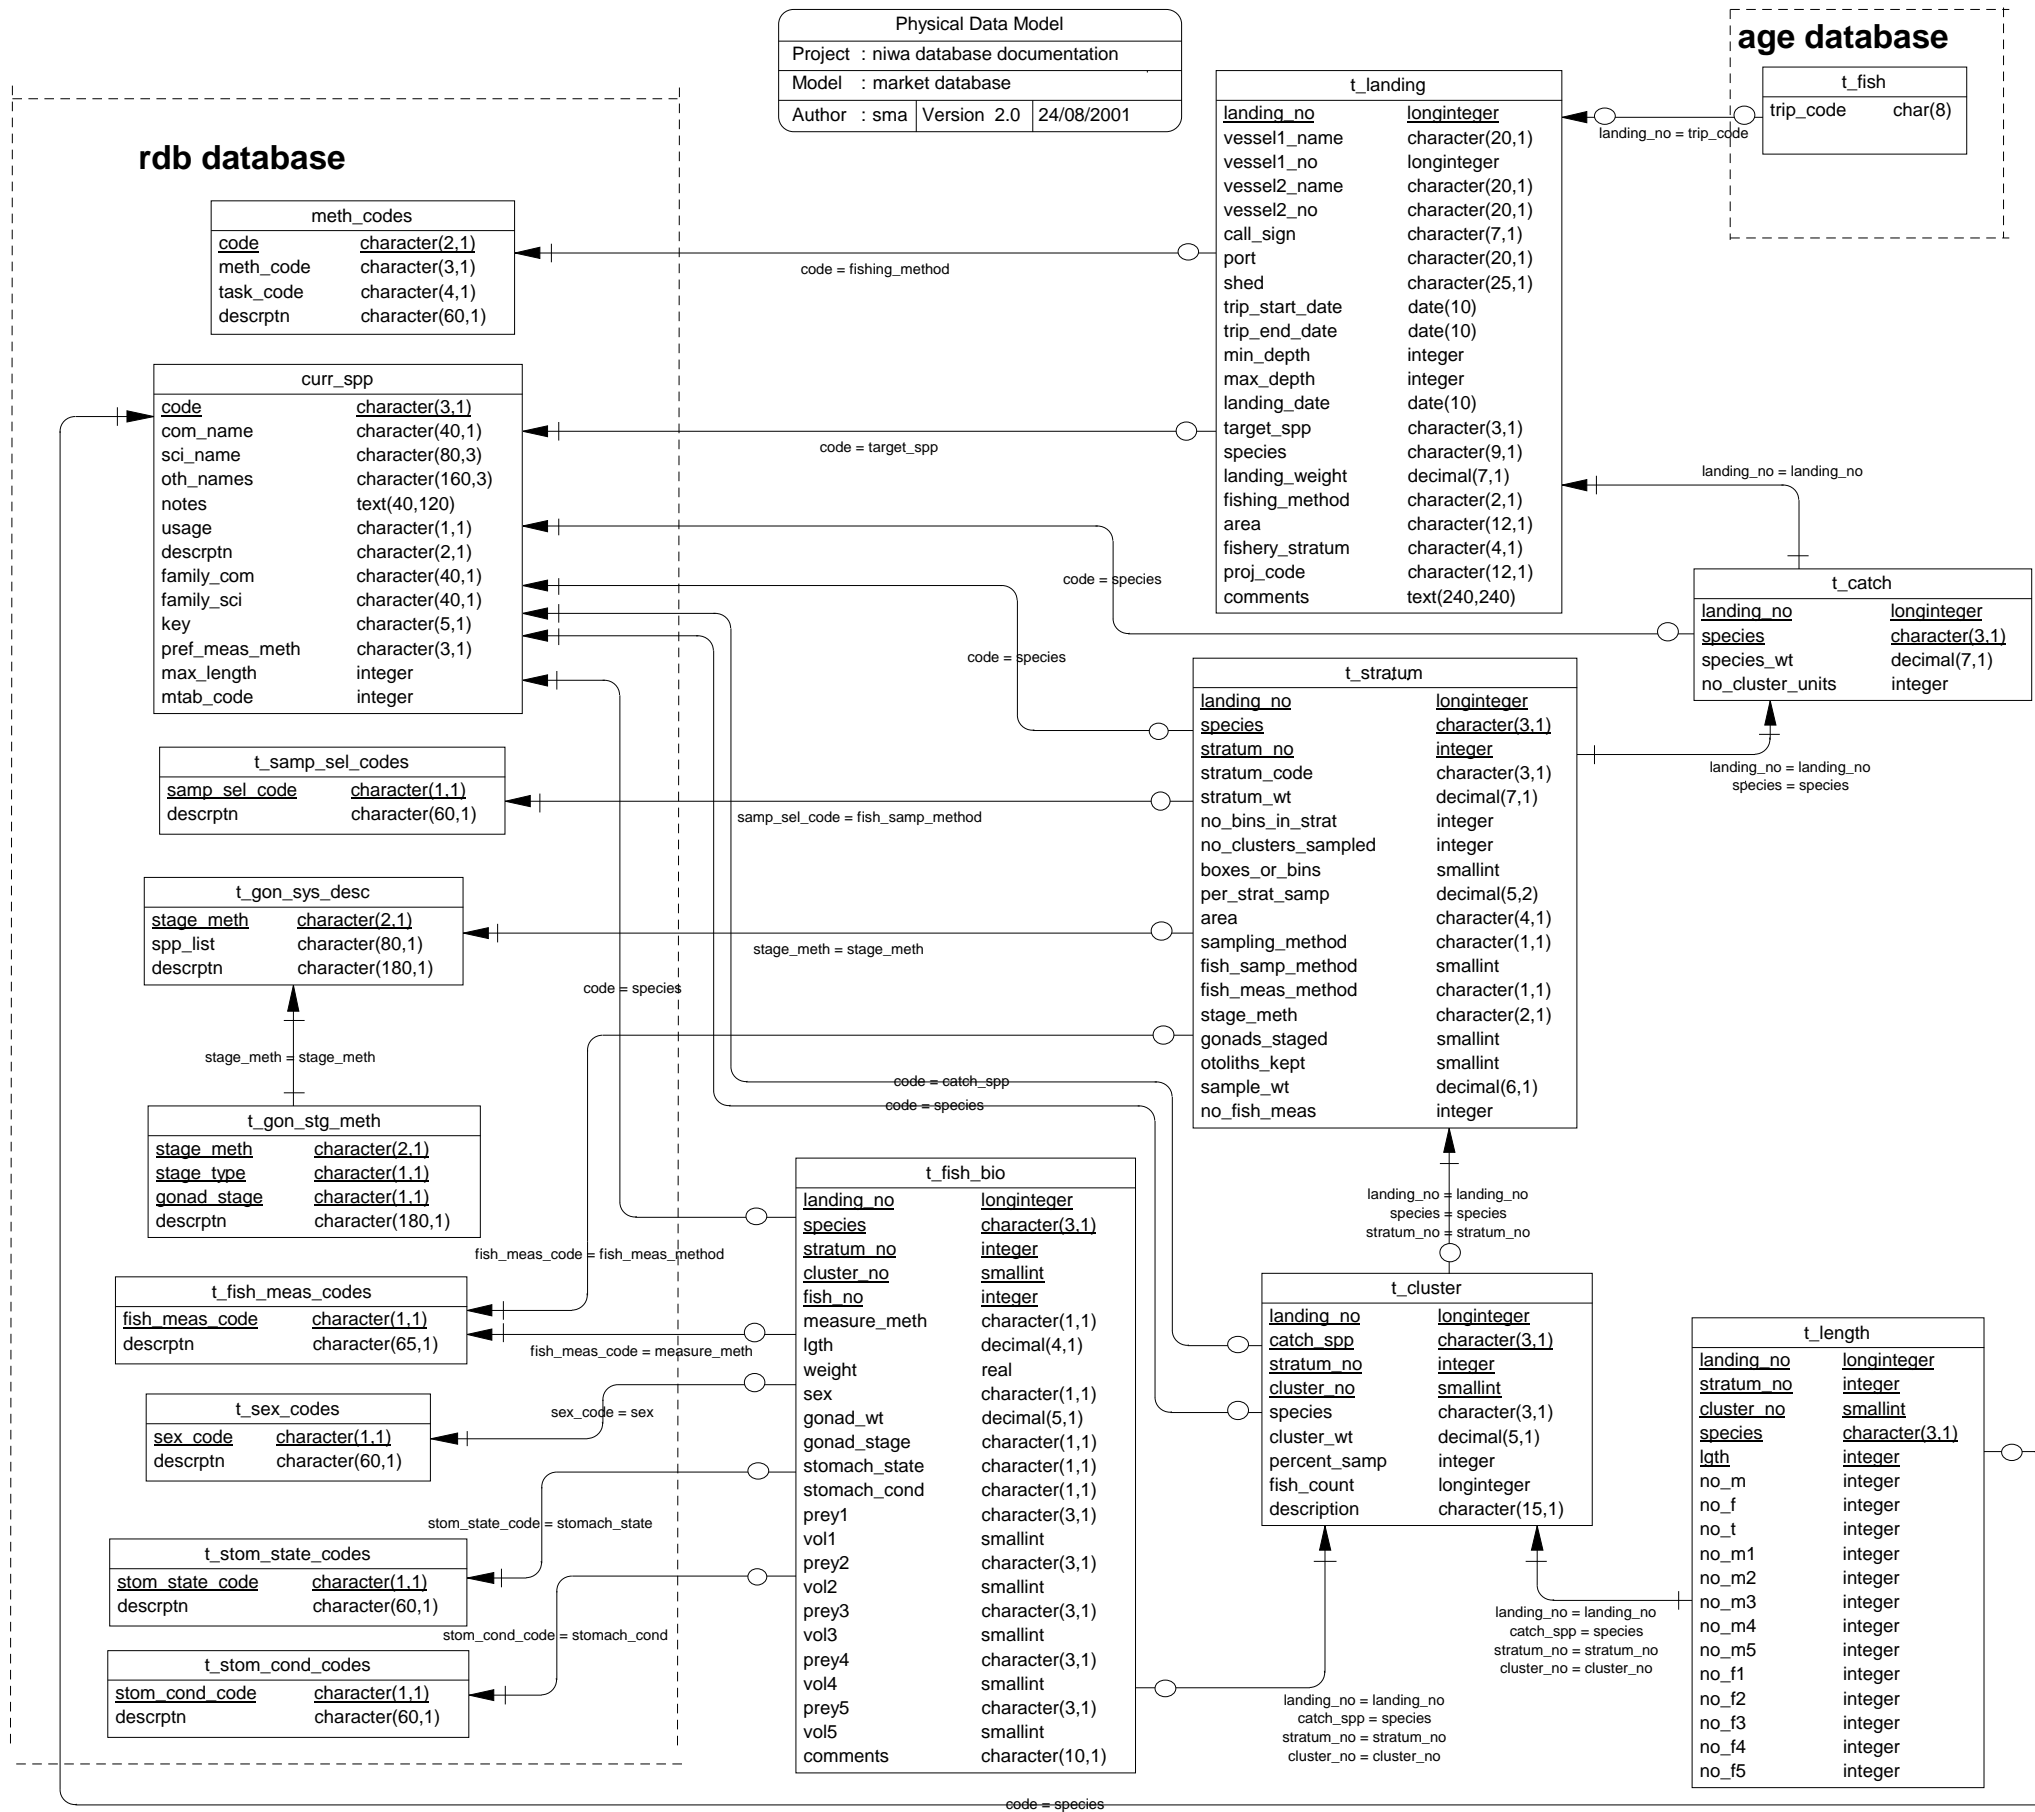 Physical Data Model
Project : niwa database documentation
Model : market database
Author : sma Version 2.0 24/08/2001
age database
t_fish
trip_code char(8)
landing_no = trip_code
rdb database
meth_codes
code character(2,1)
meth_code character(3,1)
task_code character(4,1)
descrptn character(60,1)
code = fishing_method
t_landing
landing_no longinteger
vessel1_name character(20,1)
vessel1_no longinteger
vessel2_name character(20,1)
vessel2_no character(20,1)
call_sign character(7,1)
port character(20,1)
shed character(25,1)
trip_start_date date(10)
trip_end_date date(10)
min_depth integer
max_depth integer
landing_date date(10)
target_spp character(3,1)
species character(9,1)
landing_weight decimal(7,1)
fishing_method character(2,1)
area character(12,1)
fishery_stratum character(4,1)
proj_code character(12,1)
comments text(240,240)
curr_spp
code character(3,1)
com_name character(40,1)
sci_name character(80,3)
oth_names character(160,3)
notes text(40,120)
usage character(1,1)
descrptn character(2,1)
family_com character(40,1)
family_sci character(40,1)
key character(5,1)
pref_meas_meth character(3,1)
max_length integer
mtab_code integer
code = target_spp
landing_no = landing_no
code = species
code = species
t_catch
landing_no longinteger
species character(3,1)
species_wt decimal(7,1)
no_cluster_units integer
landing_no = landing_no
species = species
t_stratum
landing_no longinteger
species character(3,1)
stratum_no integer
stratum_code character(3,1)
stratum_wt decimal(7,1)
no_bins_in_strat integer
no_clusters_sampled integer
boxes_or_bins smallint
per_strat_samp decimal(5,2)
area character(4,1)
sampling_method character(1,1)
fish_samp_method smallint
fish_meas_method character(1,1)
stage_meth character(2,1)
gonads_staged smallint
otoliths_kept smallint
sample_wt decimal(6,1)
no_fish_meas integer
t_samp_sel_codes
samp_sel_code character(1,1)
descrptn character(60,1)
samp_sel_code = fish_samp_method
t_gon_sys_desc
stage_meth character(2,1)
spp_list character(80,1)
descrptn character(180,1)
stage_meth = stage_meth
code = species
stage_meth = stage_meth
code = catch_spp
code = species
t_gon_stg_meth
stage_meth character(2,1)
stage_type character(1,1)
gonad_stage character(1,1)
descrptn character(180,1)
fish_meas_code = fish_meas_method
t_fish_meas_codes
fish_meas_code character(1,1)
descrptn character(65,1)
fish_meas_code = measure_meth
t_sex_codes
sex_code character(1,1)
descrptn character(60,1)
sex_code = sex
t_stom_state_codes
stom_state_code character(1,1)
descrptn character(60,1)
stom_state_code = stomach_state
t_stom_cond_codes
stom_cond_code character(1,1)
descrptn character(60,1)
stom_cond_code = stomach_cond
t_fish_bio
landing_no longinteger
species character(3,1)
stratum_no integer
cluster_no smallint
fish_no integer
measure_meth character(1,1)
lgth decimal(4,1)
weight real
sex character(1,1)
gonad_wt decimal(5,1)
gonad_stage character(1,1)
stomach_state character(1,1)
stomach_cond character(1,1)
prey1 character(3,1)
vol1 smallint
prey2 character(3,1)
vol2 smallint
prey3 character(3,1)
vol3 smallint
prey4 character(3,1)
vol4 smallint
prey5 character(3,1)
vol5 smallint
comments character(10,1)
landing_no = landing_no
species = species
stratum_no = stratum_no
t_cluster
landing_no longinteger
catch_spp character(3,1)
stratum_no integer
cluster_no smallint
species character(3,1)
cluster_wt decimal(5,1)
percent_samp integer
fish_count longinteger
description character(15,1)
landing_no = landing_no
catch_spp = species
stratum_no = stratum_no
cluster_no = cluster_no
t_length
landing_no longinteger
stratum_no integer
cluster_no smallint
species character(3,1)
lgth integer
no_m integer
no_f integer
no_t integer
no_m1 integer
no_m2 integer
no_m3 integer
no_m4 integer
no_m5 integer
no_f1 integer
no_f2 integer
no_f3 integer
no_f4 integer
no_f5 integer
landing_no = landing_no
catch_spp = species
stratum_no = stratum_no
cluster_no = cluster_no
code = species